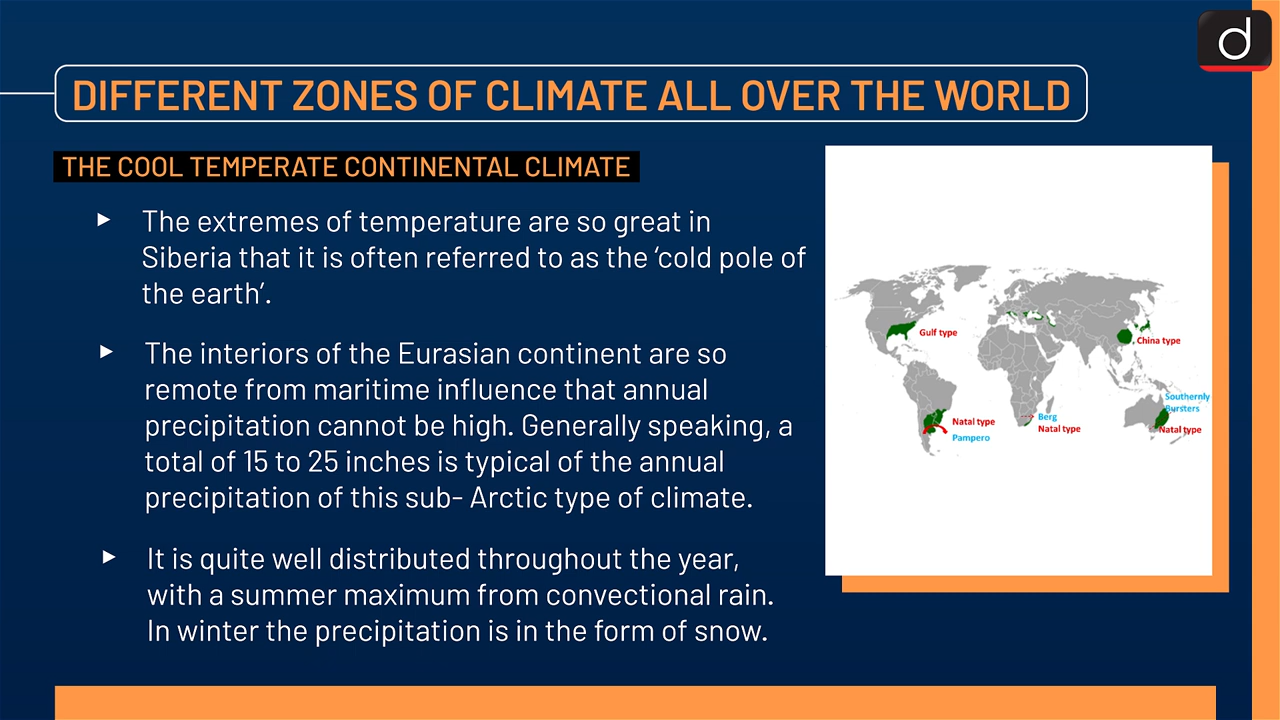 d
DIFFERENT ZONES OF CLIMATE ALL OVER THE WORLD
THE COOL TEMPERATE CONTINENTAL CLIMATE
The extremes of temperature are so great in
Siberia that it is often referred to as the ‘cold pole of
the earth’.
The interiors of the Eurasian continent are so
remote from maritime influence that annual
precipitation cannot be high. Generally speaking, a
total of 15 to 25 inches is typical of the annual
precipitation of this sub- Arctic type of climate.
It is quite well distributed throughout the year,
with a summer maximum from convectional rain.
In winter the precipitation is in the form of snow.
Gulf type
China type
Southernly
Bursters
Natal type
Berg
Natal type
Natal type
Pampero